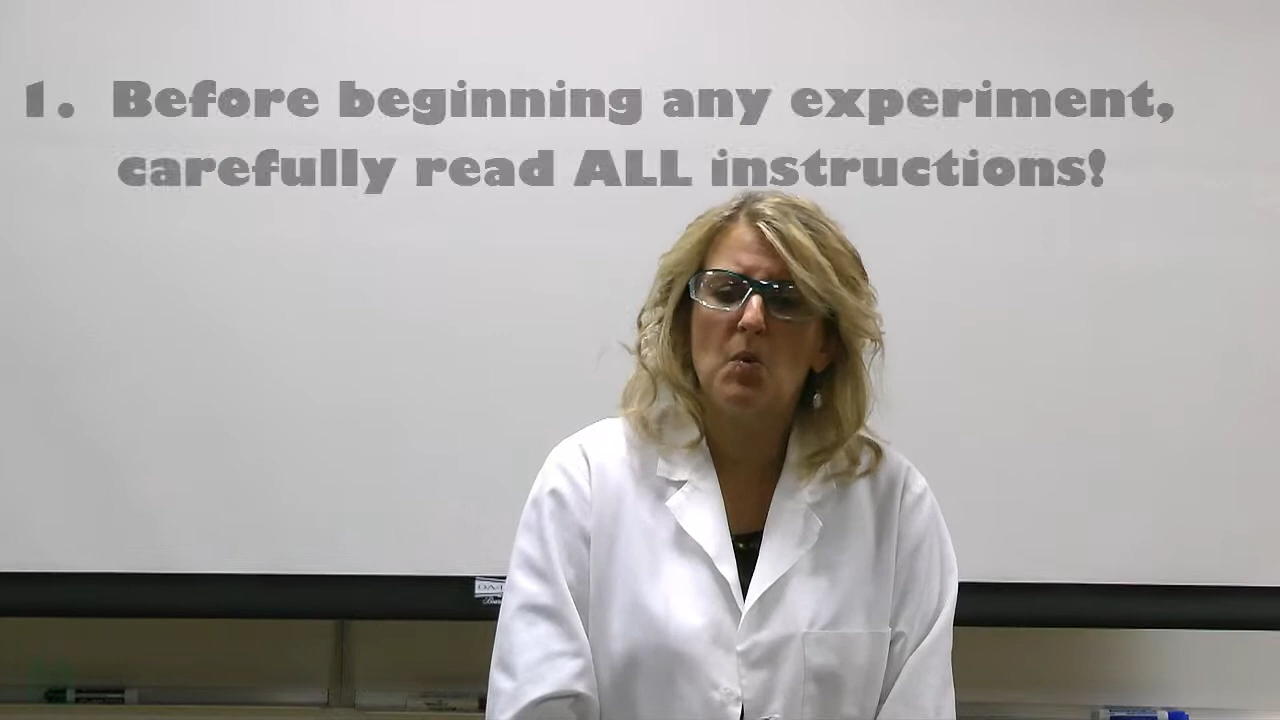 1. Before beginning any experiment,
carefully read ALL instructions!